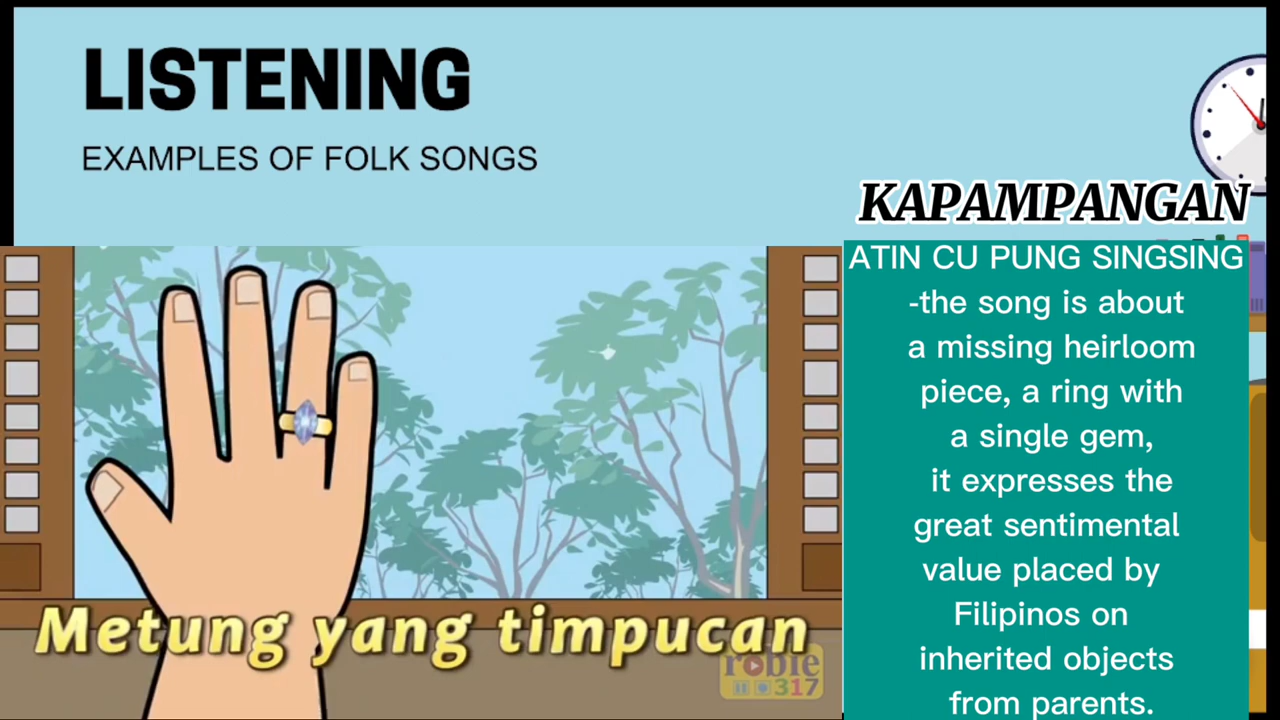 LISTENING
EXAMPLES OF FOLK SONGS
KAPAMPANGAN
ATIN CU PUNG SINGSING
-the song is about
a missing heirloom
piece, a ring with
a single gem,
it expresses the
great sentimental
value placed by
Filipinos on
inherited objects
from parents.
Metung yang timpucan
robie
317